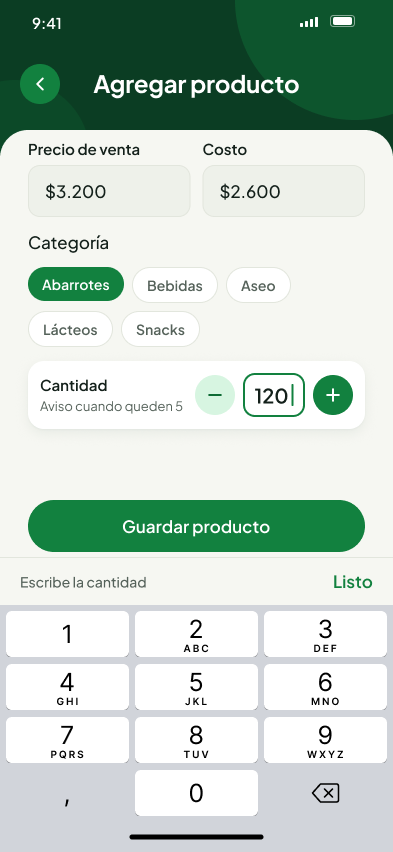 9:41
Agregar producto
Precio de venta Costo
$3.200 $2.600
Categoría
Abarrotes Bebidas Aseo
Lácteos Snacks
Cantidad
Aviso cuando queden 5
120
Guardar producto
Escribe la cantidad Listo
1 2 3
ABC DEF
4 5 6
GHI JKL MNO
7 8 9
PQRS TUV WXYZ
, 0